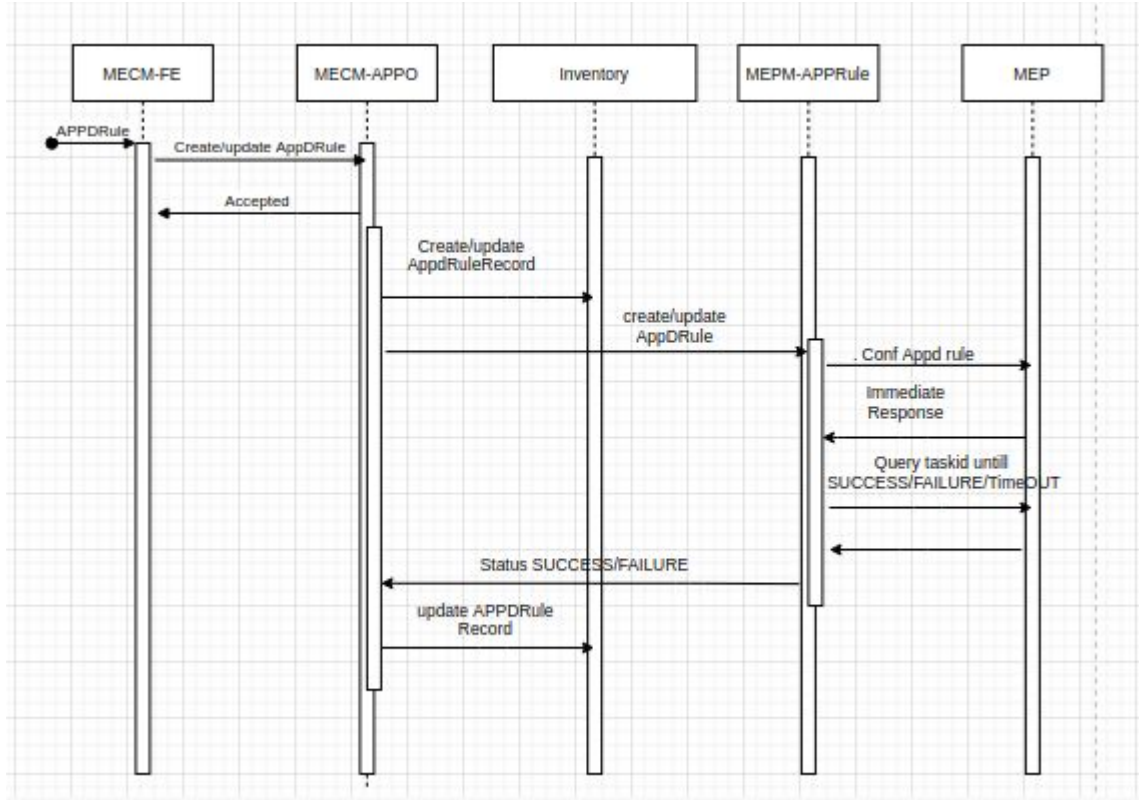 MECM-FE
MECM-APPO
Inventory
MEPM-APPRule
MEP
APPDRule
Create/update AppDRule
Accepted
Create/update
AppdRuleRecord
create/update
AppDRule
. Conf Appd rule
Immediate
Response
Query taskid untill
SUCCESS/FAILURE/TimeOUT
Status SUCCESS/FAILURE
update APPDRule
Record